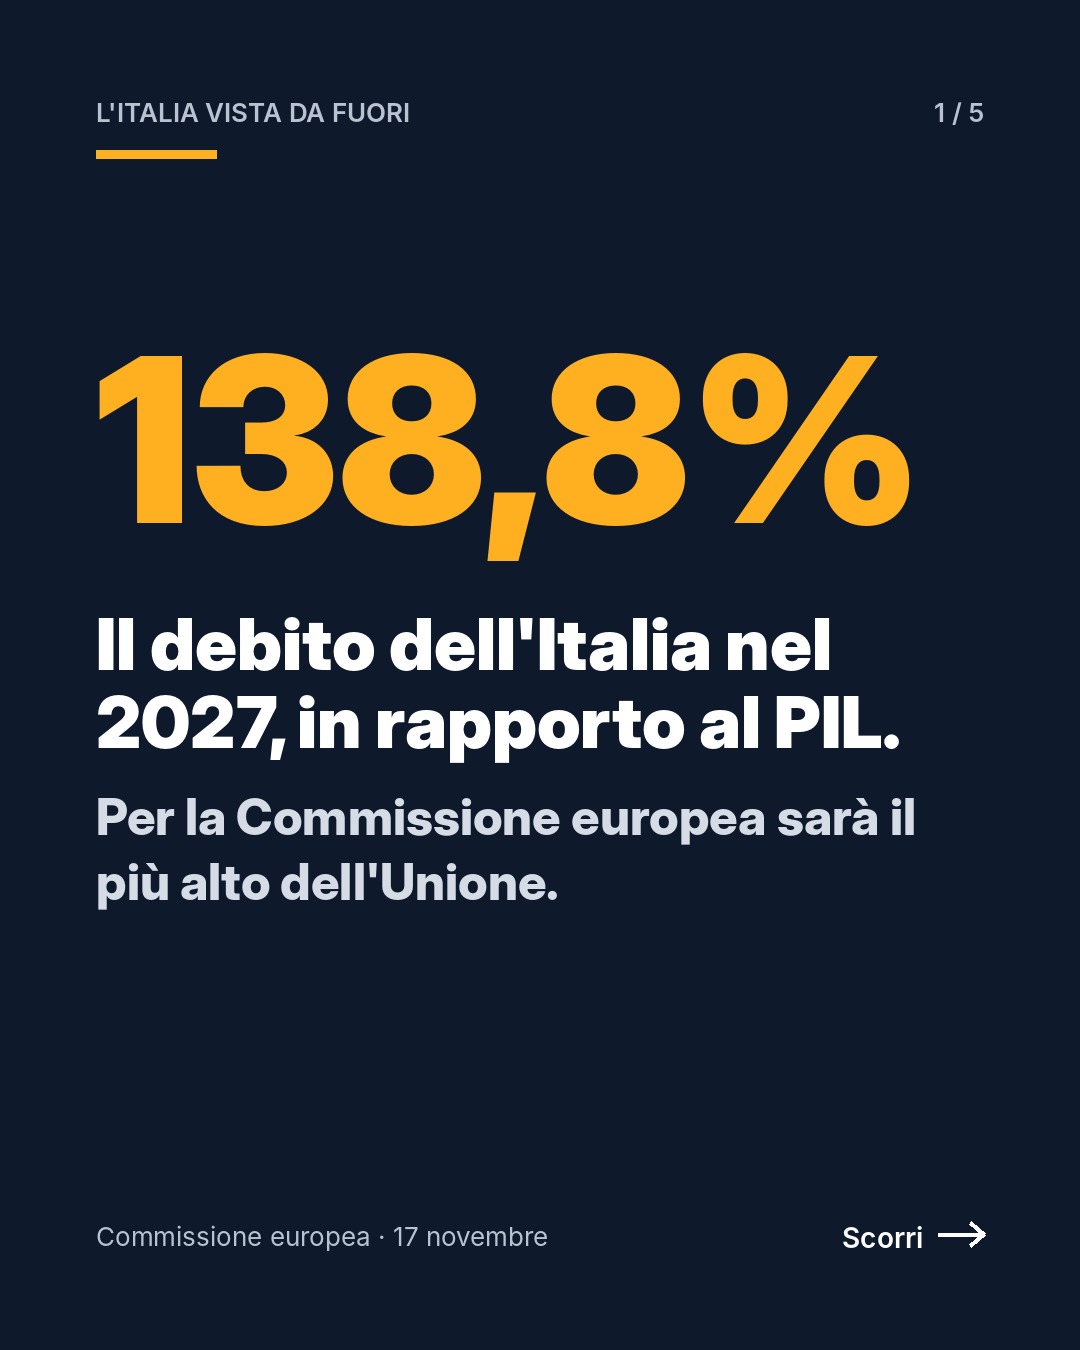 L'ITALIA VISTA DA FUORI
1 / 5
138,8%
Il debito dell'Italia nel
2027, in rapporto al PIL.
Per la Commissione europea sarà il
più alto dell'Unione.
Commissione europea · 17 novembre
Scorri →